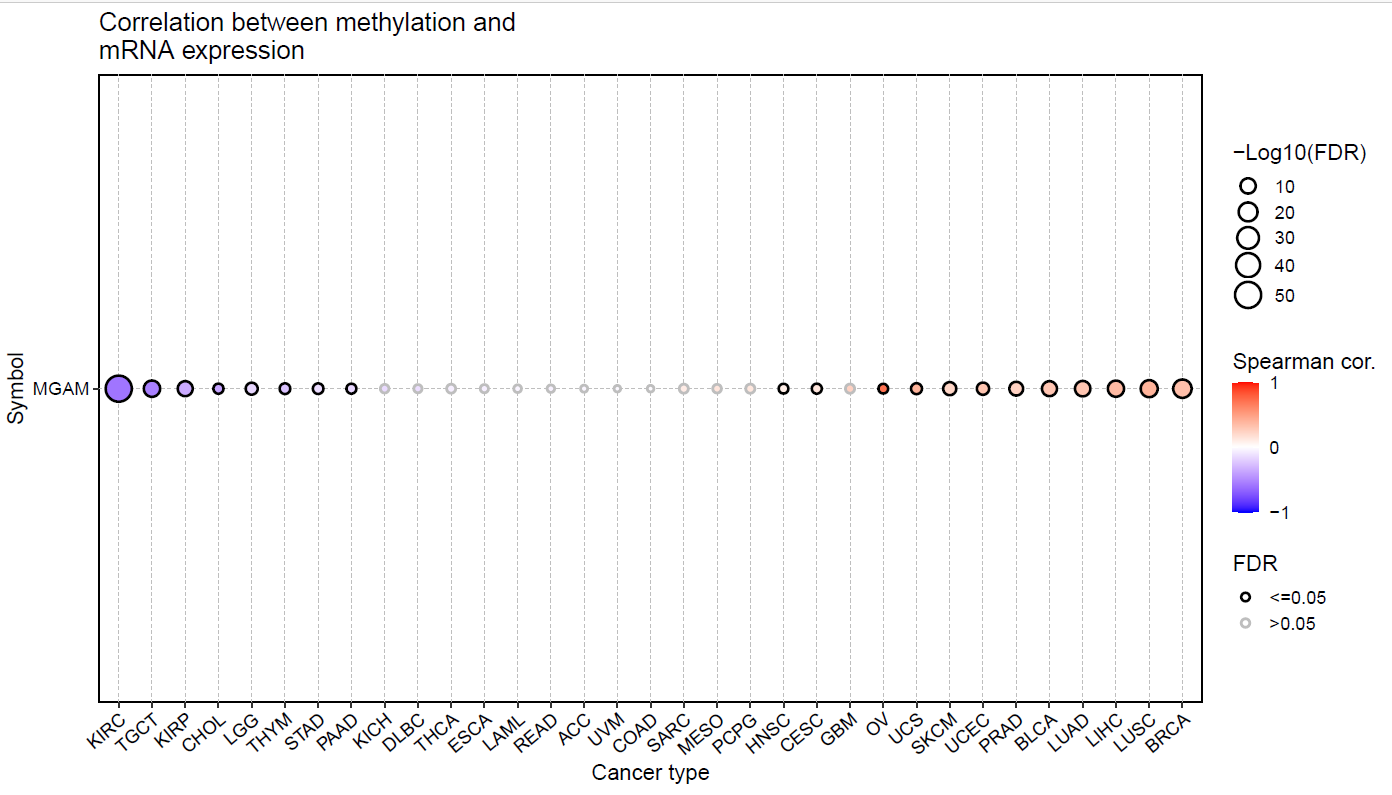 Correlation between methylation and
mRNA expression
Symbol
MGAM
KIRC
TGCT
KIRP
CHOL
LGG
THYM
STAD
PAAD
KICH
DLBC
THCA
ESCA
LAML
READ
ACC
UVM
COAD
SARC
MESO
PCPG
HNSC
CESC
GBM
OV
UCS
SKCM
UCEC
PRAD
BLCA
LUAD
LIHC
LUSC
BRCA
Cancer type
−Log10(FDR)
10
20
30
40
50
Spearman cor.
1
0
−1
FDR
<=0.05
>0.05